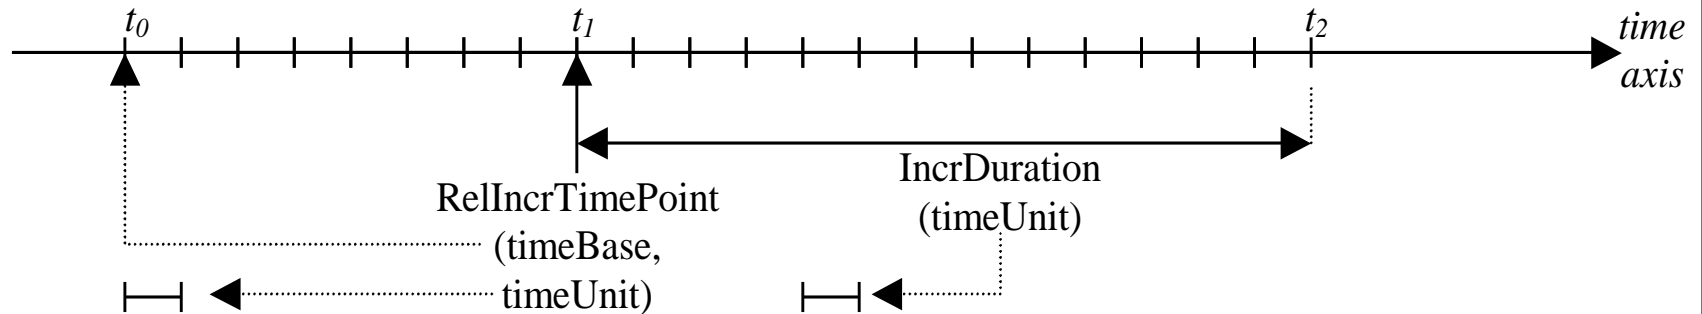 t0
t1
t2
time
axis
IncrDuration
(timeUnit)
RelIncrTimePoint
(timeBase,
timeUnit)